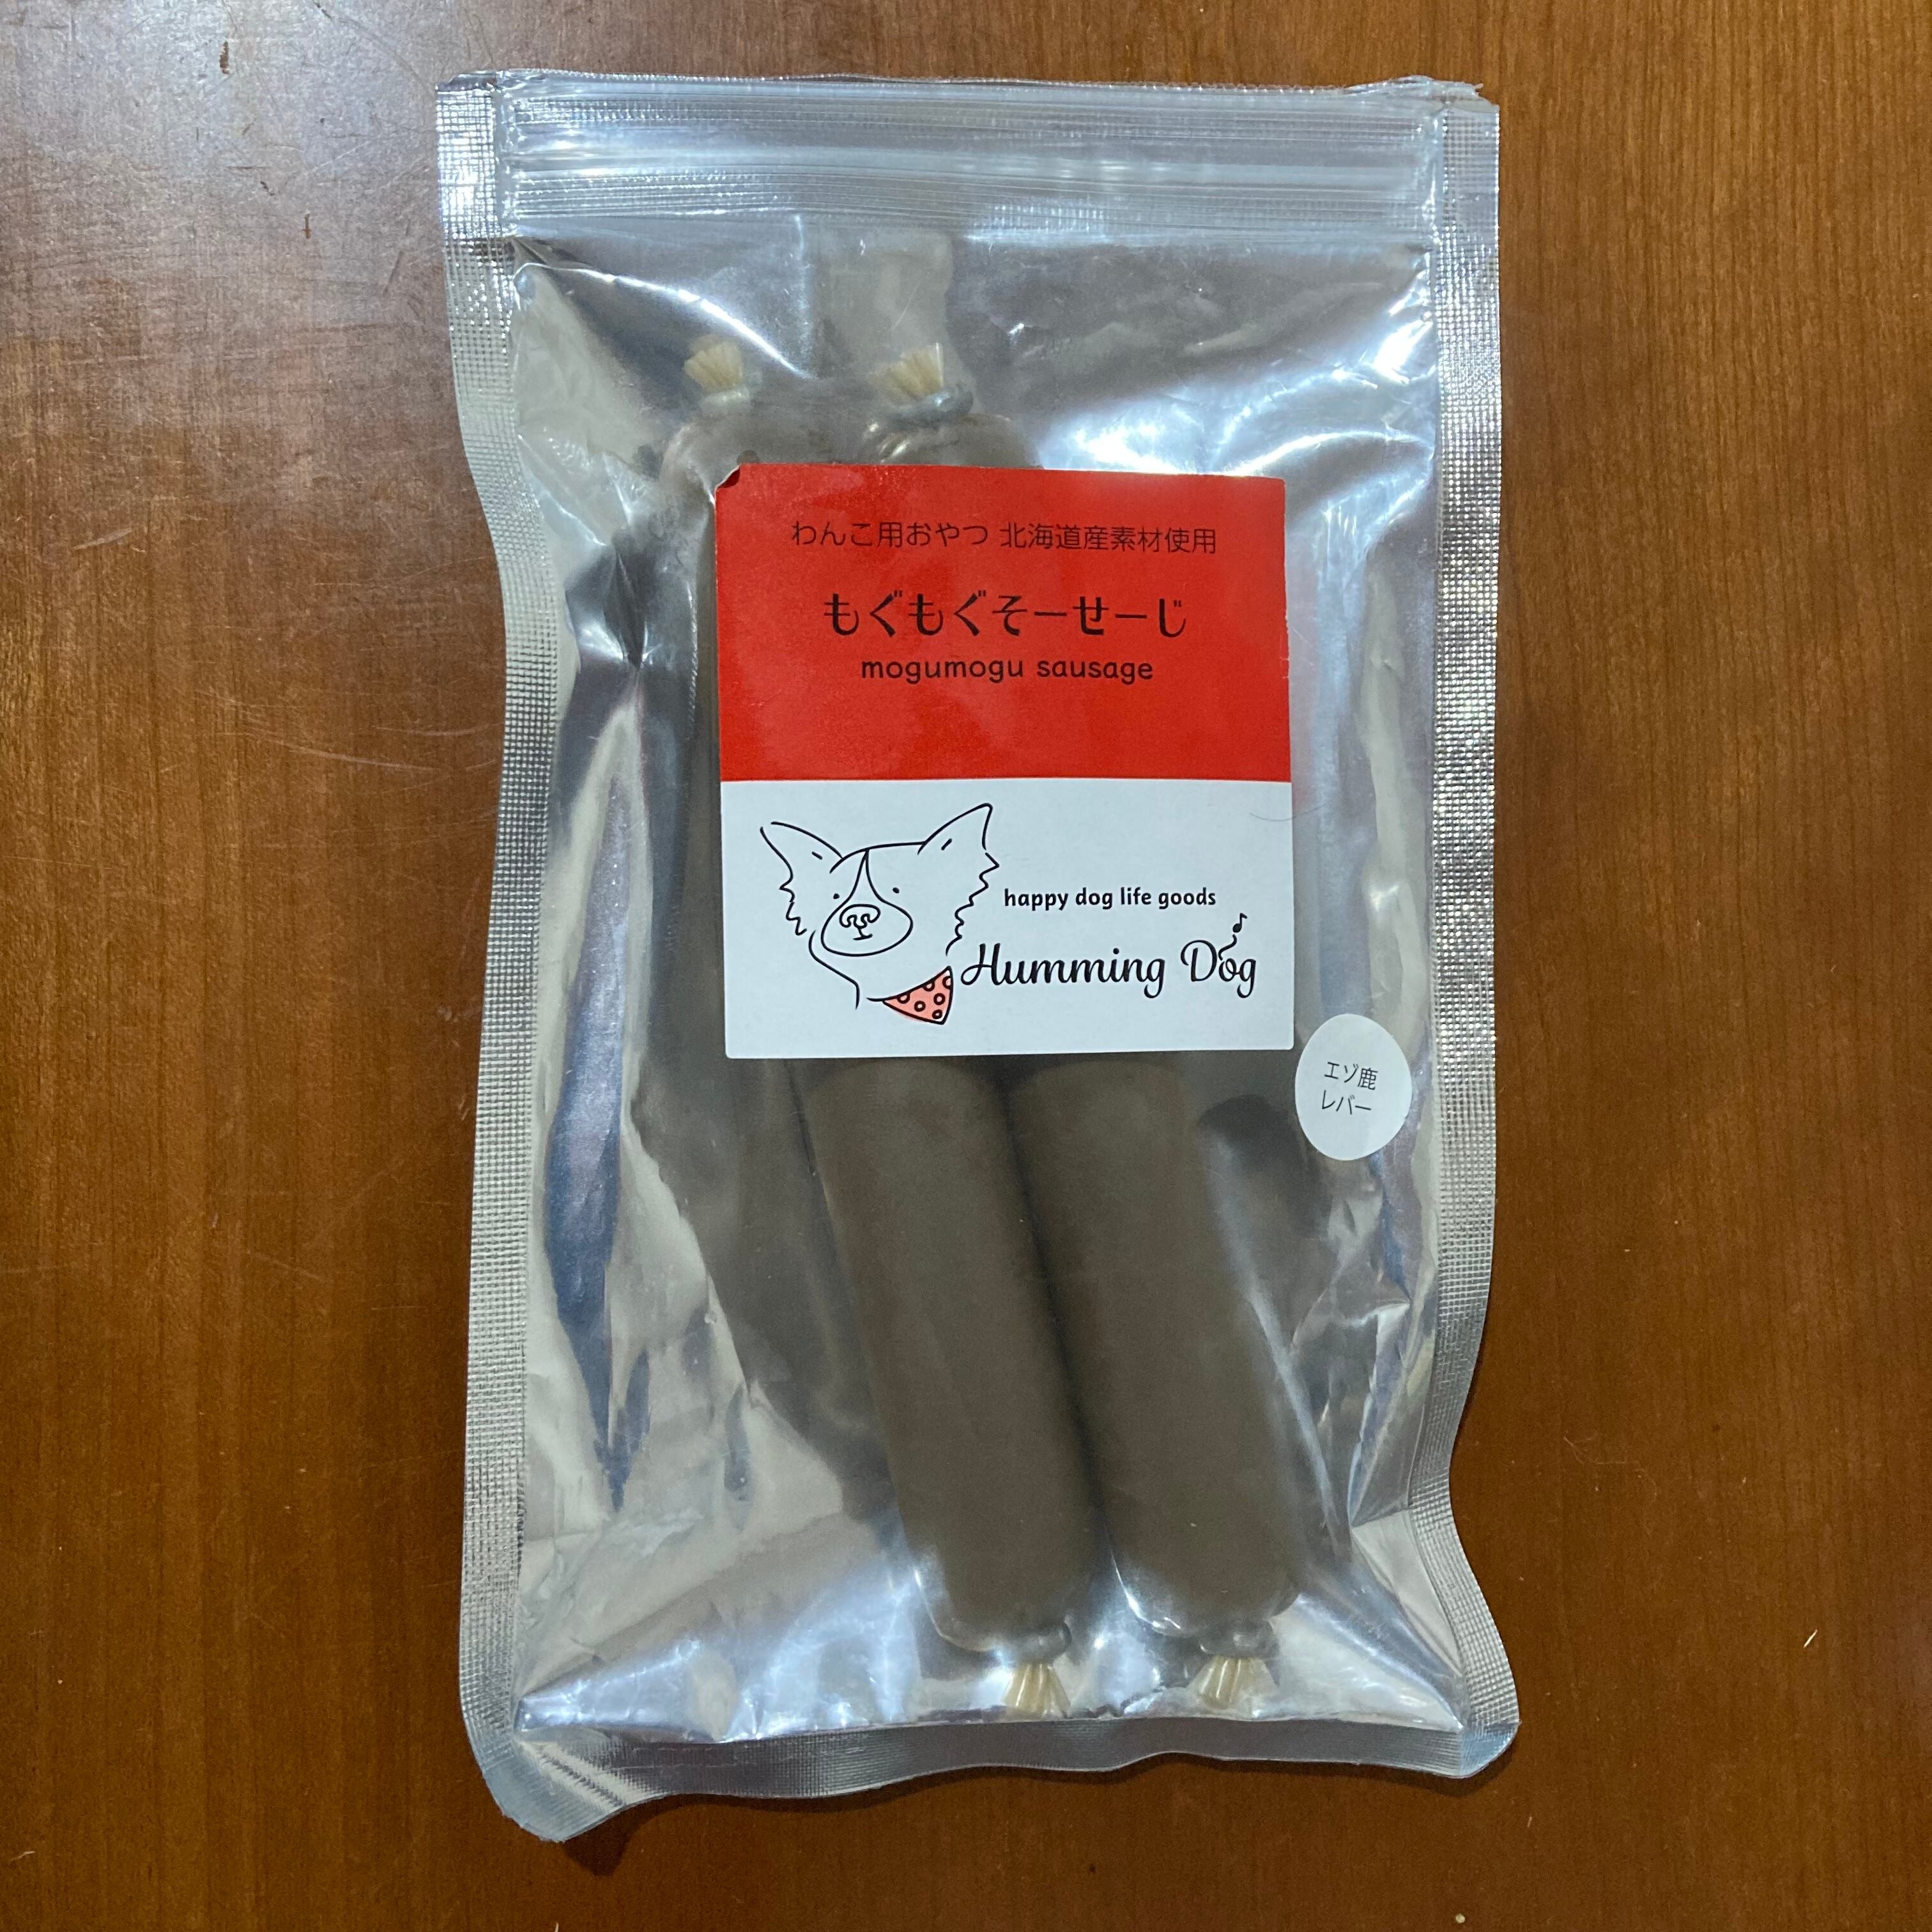 わんこ用おやつ 北海道産素材使用
もぐもぐそーせーじ
mogumogu sausage
happy dog life goods
Humming Dog
エゾ鹿
レバー